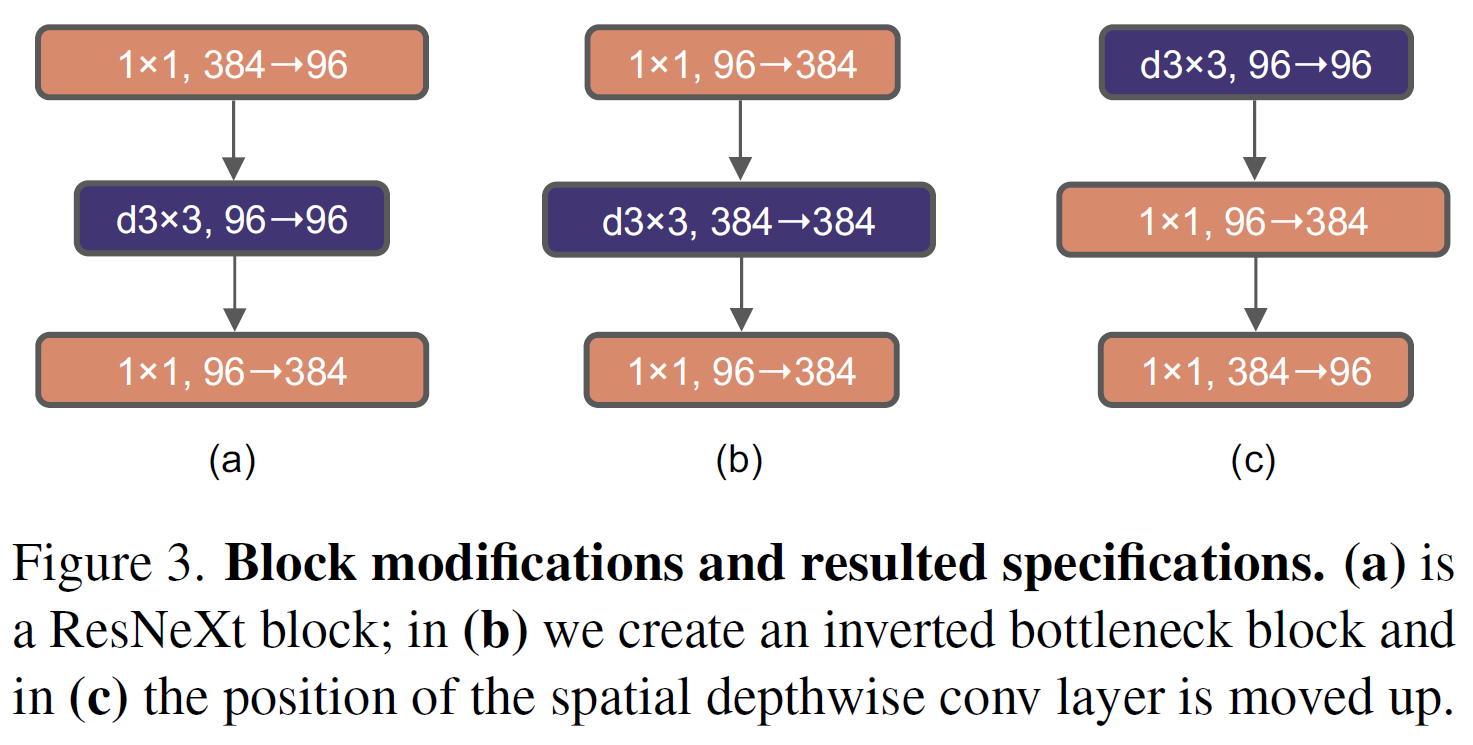 1×1, 384→96
1×1, 96→384
d3×3, 96→96
d3×3, 96→96
d3×3, 384→384
1×1, 96→384
1×1, 96→384
1×1, 96→384
1×1, 384→96
(a)
(b)
(c)
Figure 3. Block modifications and resulted specifications. (a) is
a ResNeXt block; in (b) we create an inverted bottleneck block and
in (c) the position of the spatial depthwise conv layer is moved up.